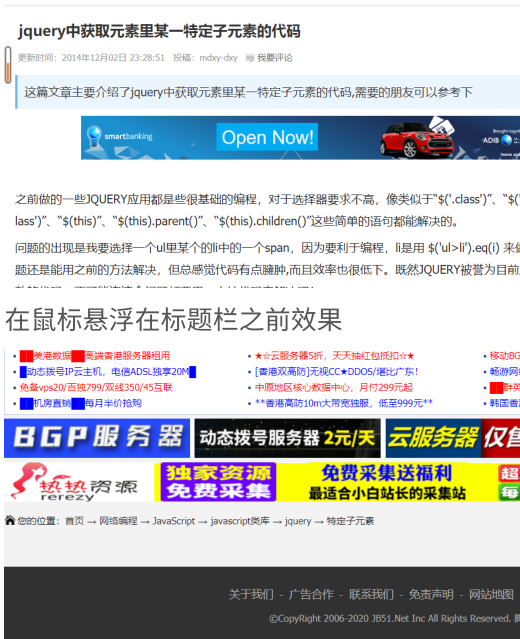 jquery中获取元素里某一特定子元素的代码
更新时间：2014年12月02日 23:28:51 投稿：mdxy-dxy 我要评论
这篇文章主要介绍了jquery中获取元素里某一特定子元素的代码,需要的朋友可以参考下
smartbanking Open Now! ADIB
之前做的一些JQUERY应用都是些很基础的编程，对于选择器要求不高，像类似于“$('.class')”、“$('
lass')”、“$(this)”、“$(this).parent()”、“$(this).children()”这些简单的语句都能解决的。
问题的出现是我要选择一个ul里某个的li中的一个span，因为要利于编程，li是用 $('ul>li').eq(i) 来
题还是能用之前的方法解决，但总感觉代码有点臃肿,而且效率也很低下。既然JQUERY被誉为目前
在鼠标悬浮在标题栏之前效果
• ██美港数据██高端香港服务器租用 • ★☆云服务器5折，天天抽红包抵扣☆★ • 移动BG
• █动态拨号IP云主机，电信ADSL独享20M█ • [香港双高防]无视CC★DDOS/堪比广东! • 畅游网
• 免备vps20/百独799/双线350/45互联 • 中原地区核心数据中心，月付299元起 • ██群英
• ██机房直销██每月半价抢购 • **香港高防10m大带宽独服，低至999元** • 韩国香
BGP服务器 动态拨号服务器 2元/天 云服务器 仅
热热资源 rerezy 独家资源 免费采集 免费采集送福利 最适合小白站长的采集站 超 每
您的位置：首页 → 网络编程 → JavaScript → javascript类库 → jquery → 特定子元素
关于我们 - 广告合作 - 联系我们 - 免责声明 - 网站地图
©CopyRight 2006-2020 JB51.Net Inc All Rights Reserved.